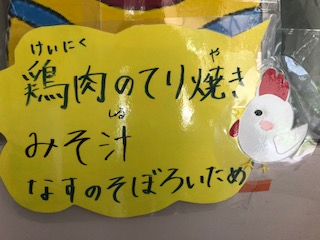 けいにく や
鶏肉のてり焼き
しる
みそ汁
なすのそぼろいため